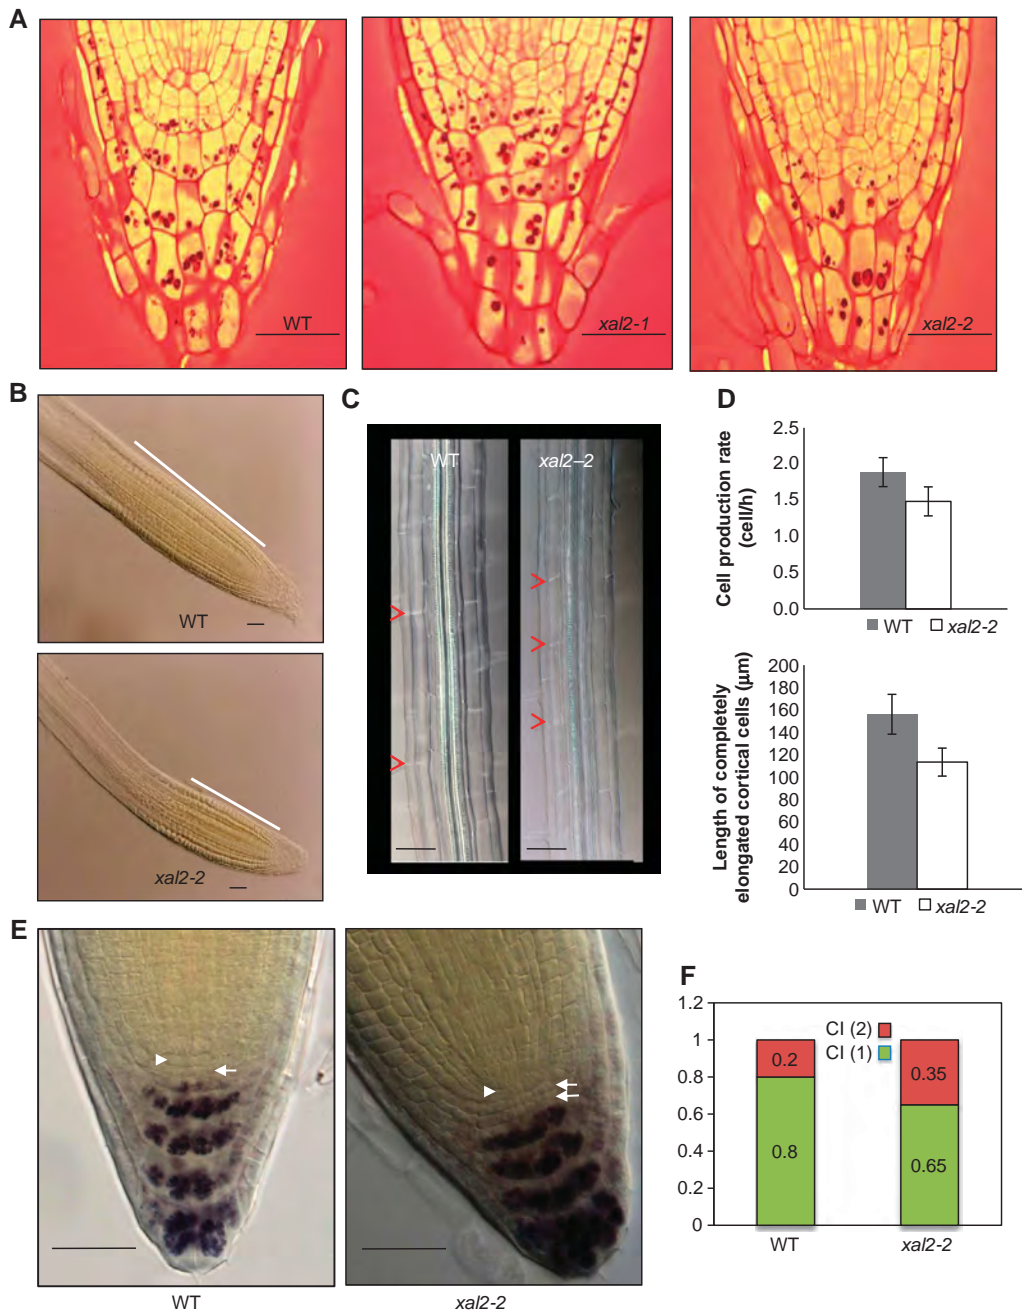 A
WT
xal2-1
xal2-2
B
WT
xal2-2
C
WT
xal2–2
D
Cell production rate
(cell/h)
2.5
2.0
1.5
1.0
0.5
0.0
WT xal2-2
Length of completely
elongated cortical cells (µm)
200
180
160
140
120
100
80
60
40
20
0
WT xal2-2
E
WT
xal2-2
F
1.2
1
0.8
0.6
0.4
0.2
0
CI (2)
CI (1)
0.2
0.8
0.35
0.65
WT
xal2-2